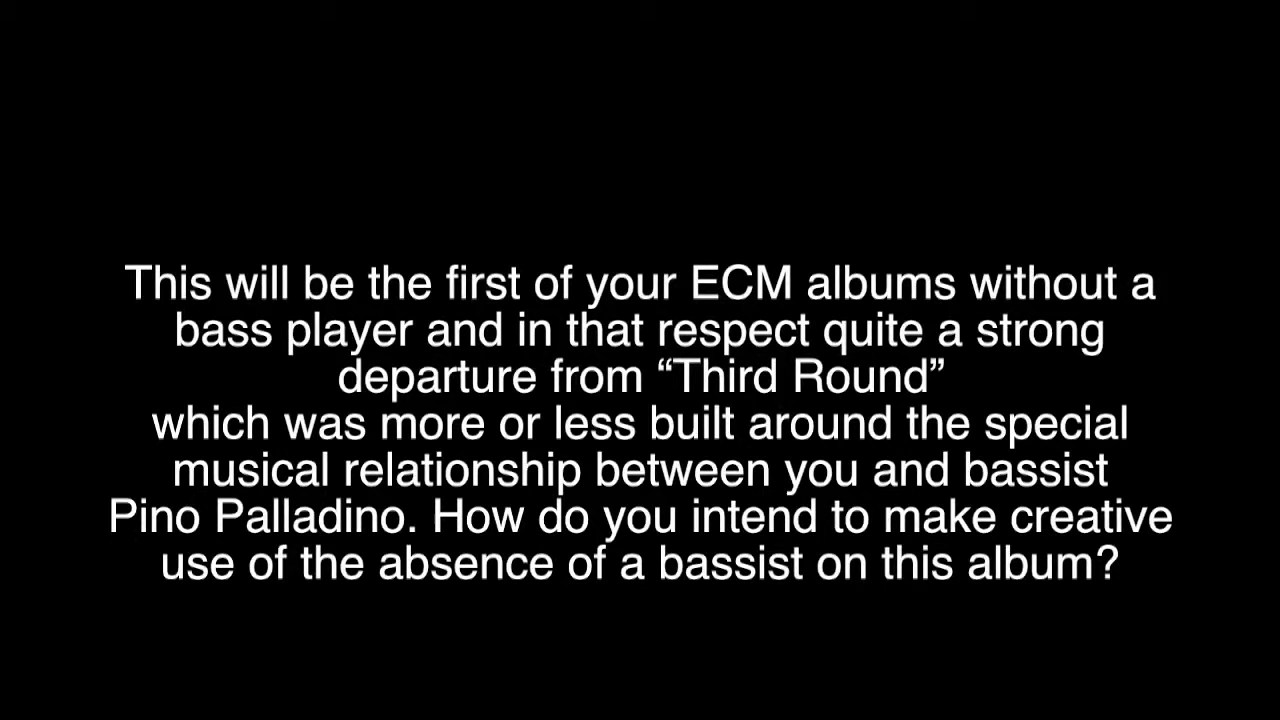 This will be the first of your ECM albums without a
bass player and in that respect quite a strong
departure from “Third Round”
which was more or less built around the special
musical relationship between you and bassist
Pino Palladino. How do you intend to make creative
use of the absence of a bassist on this album?